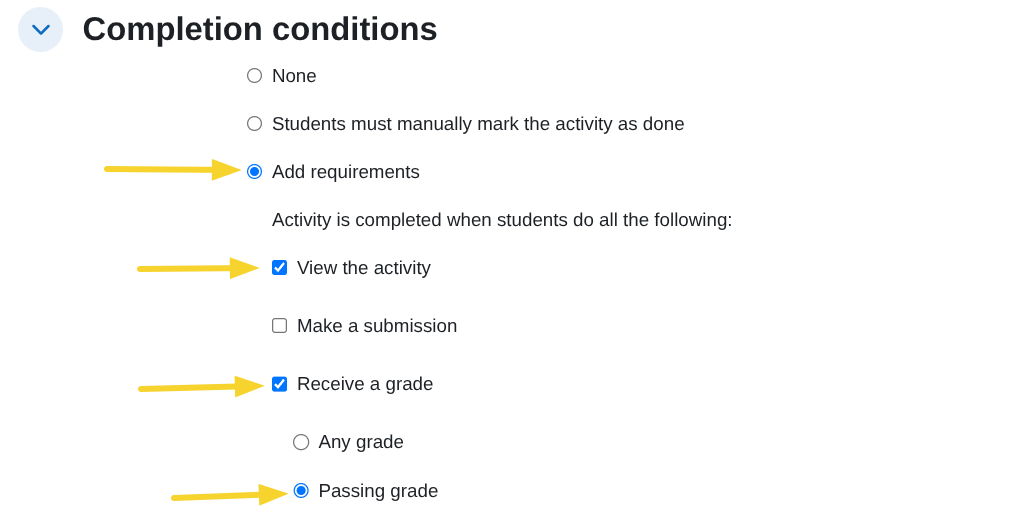 Completion conditions
None
Students must manually mark the activity as done
Add requirements
Activity is completed when students do all the following:
View the activity
Make a submission
Receive a grade
Any grade
Passing grade